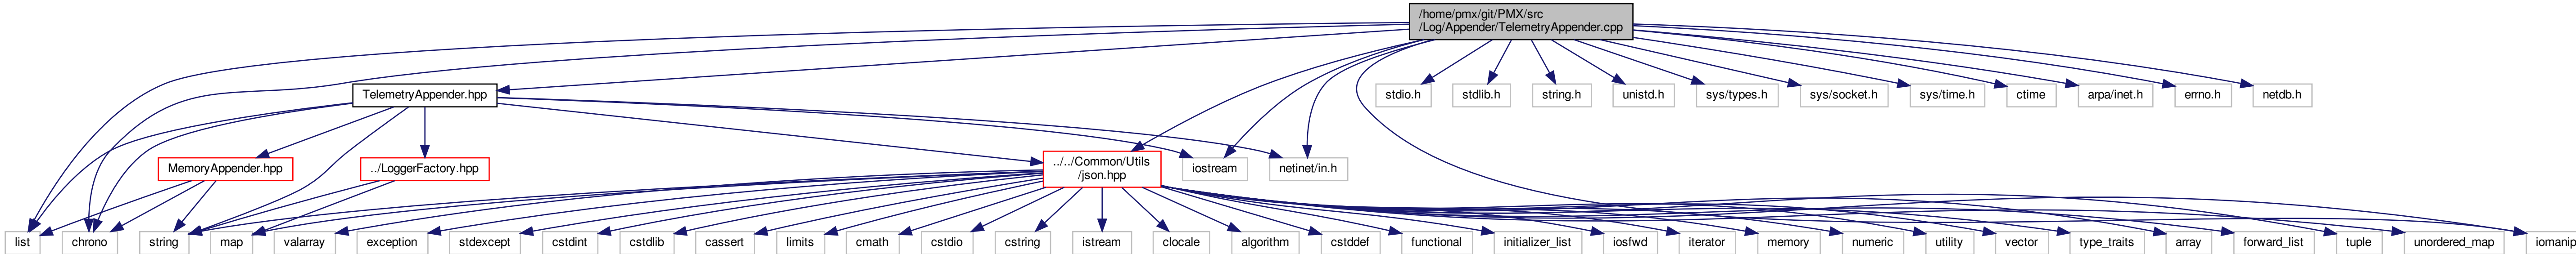 /home/pmx/git/PMX/src
/Log/Appender/TelemetryAppender.cpp
TelemetryAppender.hpp
stdio.h
stdlib.h
string.h
unistd.h
sys/types.h
sys/socket.h
sys/time.h
ctime
arpa/inet.h
errno.h
netdb.h
MemoryAppender.hpp
../LoggerFactory.hpp
../../Common/Utils
/json.hpp
iostream
netinet/in.h
list
chrono
string
map
valarray
exception
stdexcept
cstdint
cstdlib
cassert
limits
cmath
cstdio
cstring
istream
clocale
algorithm
cstddef
functional
initializer_list
iosfwd
iterator
memory
numeric
utility
vector
type_traits
array
forward_list
tuple
unordered_map
iomanip